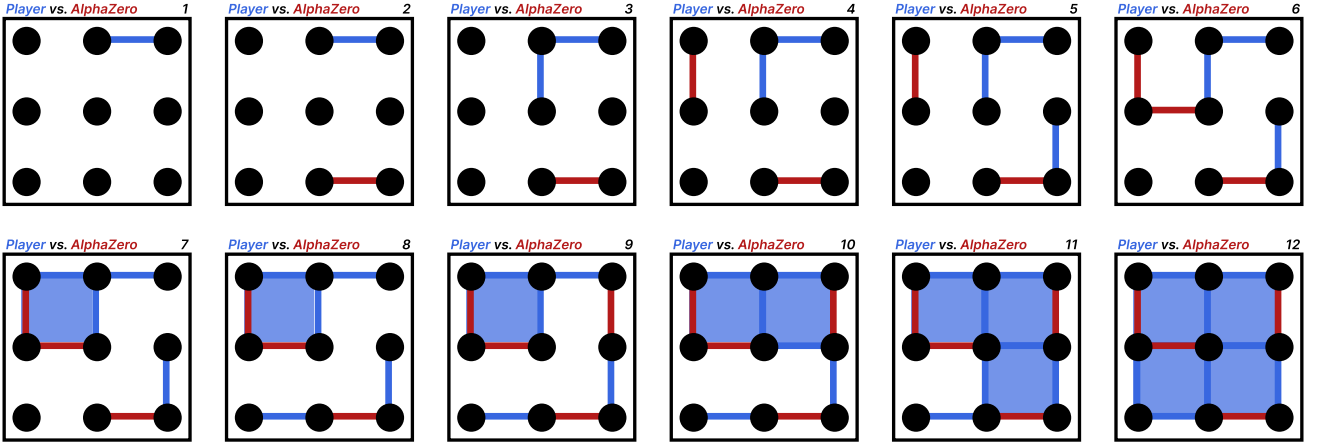 Player vs. AlphaZero 1
Player vs. AlphaZero 2
Player vs. AlphaZero 3
Player vs. AlphaZero 4
Player vs. AlphaZero 5
Player vs. AlphaZero 6
Player vs. AlphaZero 7
Player vs. AlphaZero 8
Player vs. AlphaZero 9
Player vs. AlphaZero 10
Player vs. AlphaZero 11
Player vs. AlphaZero 12